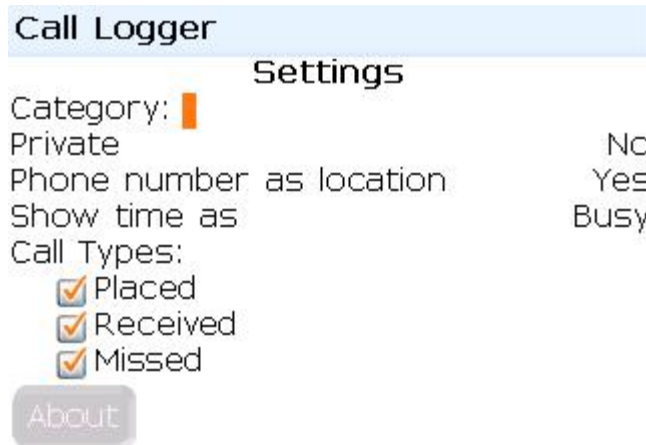 Call Logger
Settings
Category:
Private No
Phone number as location Yes
Show time as Busy
Call Types:
Placed
Received
Missed
About